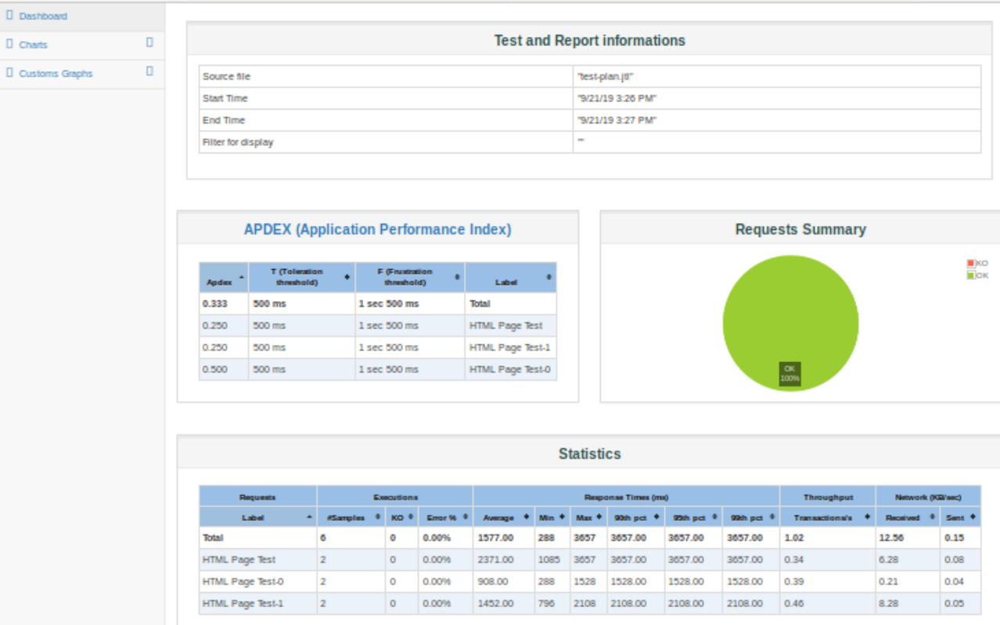 Dashboard
Charts
Customs Graphs
Test and Report informations
Source file "test-plan.jtl"
Start Time "9/21/19 3:26 PM"
End Time "9/21/19 3:27 PM"
Filter for display ""
APDEX (Application Performance Index)
Apdex T (Toleration threshold) F (Frustration threshold) Label
0.333 500 ms 1 sec 500 ms Total
0.250 500 ms 1 sec 500 ms HTML Page Test
0.250 500 ms 1 sec 500 ms HTML Page Test-1
0.500 500 ms 1 sec 500 ms HTML Page Test-0
Requests Summary
KO
OK
OK
100%
Statistics
Requests Executions Response Times (ms) Throughput Network (KB/sec)
Label #Samples KO Error % Average Min Max 90th pct 95th pct 99th pct Transactions/s Received Sent
Total 6 0 0.00% 1577.00 288 3657 3657.00 3657.00 3657.00 1.02 12.56 0.15
HTML Page Test 2 0 0.00% 2371.00 1085 3657 3657.00 3657.00 3657.00 0.34 6.28 0.08
HTML Page Test-0 2 0 0.00% 908.00 288 1528 1528.00 1528.00 1528.00 0.39 0.21 0.04
HTML Page Test-1 2 0 0.00% 1452.00 796 2108 2108.00 2108.00 2108.00 0.46 8.28 0.05